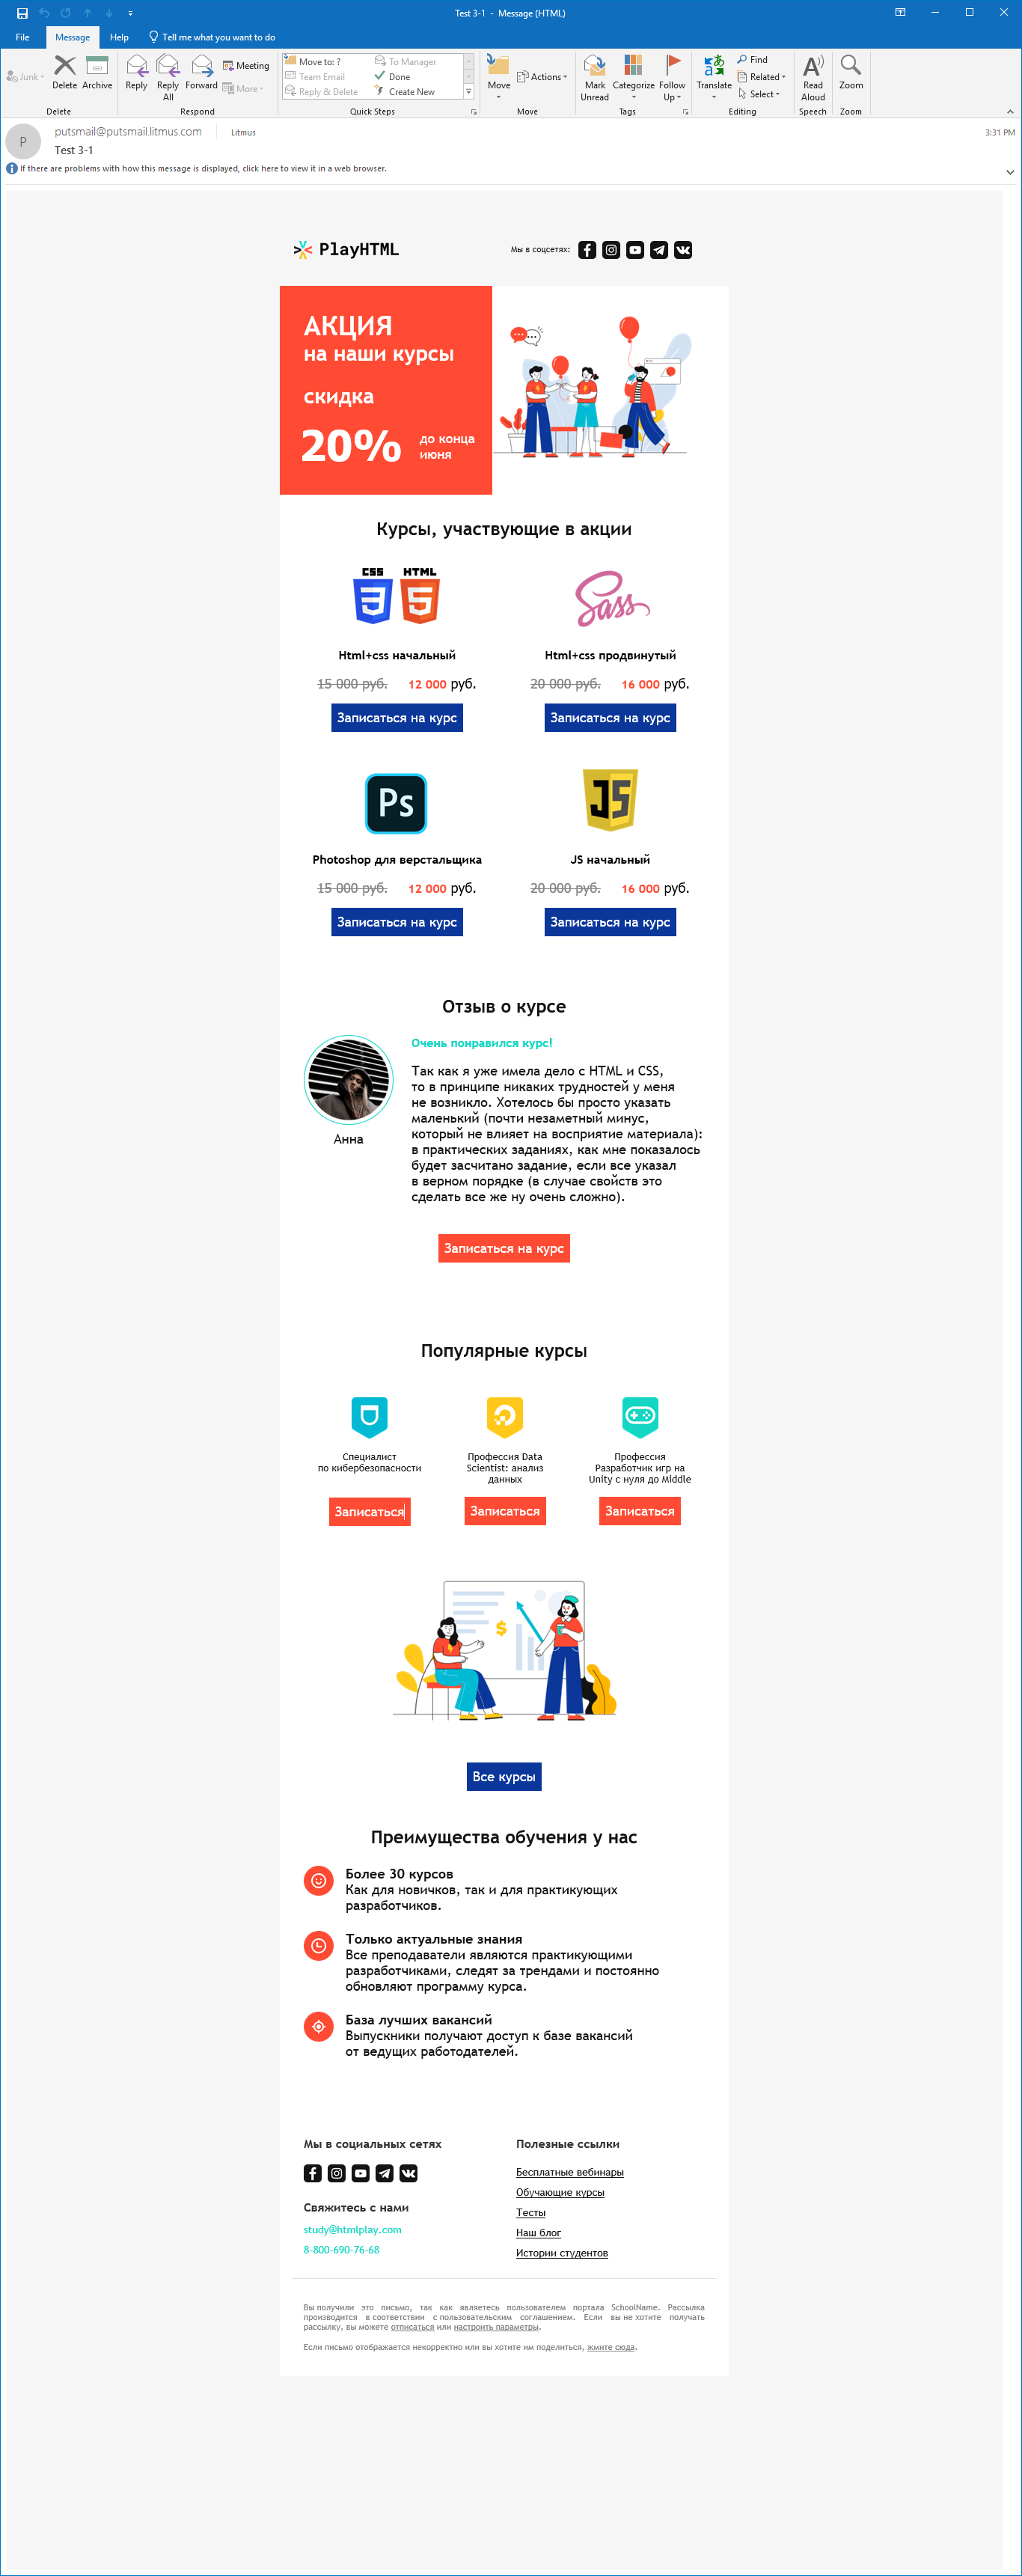 Test 3-1 - Message (HTML)
File Message Help Tell me what you want to do
Junk
Delete
Archive
Reply
Reply All
Forward
Meeting
More
Move to: ?
Team Email
Reply & Delete
To Manager
Done
Create New
Move
Actions
Mark Unread
Categorize
Follow Up
Translate
Find
Related
Select
Read Aloud
Zoom
Delete
Respond
Quick Steps
Move
Tags
Editing
Speech
Zoom
P
putsmail@putsmail.litmus.com
Litmus
3:31 PM
Test 3-1
If there are problems with how this message is displayed, click here to view it in a web browser.
PlayHTML
Мы в соцсетях:
АКЦИЯ
на наши курсы
скидка
20%
до конца
июня
Курсы, участвующие в акции
CSS HTML
Sass
Html+css начальный
15 000 руб. 12 000 руб.
Записаться на курс
Html+css продвинутый
20 000 руб. 16 000 руб.
Записаться на курс
Ps
JS
Photoshop для верстальщика
15 000 руб. 12 000 руб.
Записаться на курс
JS начальный
20 000 руб. 16 000 руб.
Записаться на курс
Отзыв о курсе
Анна
Очень понравился курс!
Так как я уже имела дело с HTML и CSS,
то в принципе никаких трудностей у меня
не возникло. Хотелось бы просто указать
маленький (почти незаметный минус,
который не влияет на восприятие материала):
в практических заданиях, как мне показалось
будет засчитано задание, если все указал
в верном порядке (в случае свойств это
сделать все же ну очень сложно).
Записаться на курс
Популярные курсы
Специалист
по кибербезопасности
Записаться
Профессия Data
Scientist: анализ
данных
Записаться
Профессия
Разработчик игр на
Unity с нуля до Middle
Записаться
$
Все курсы
Преимущества обучения у нас
Более 30 курсов
Как для новичков, так и для практикующих
разработчиков.
Только актуальные знания
Все преподаватели являются практикующими
разработчиками, следят за трендами и постоянно
обновляют программу курса.
База лучших вакансий
Выпускники получают доступ к базе вакансий
от ведущих работодателей.
Мы в социальных сетях
Свяжитесь с нами
study@htmlplay.com
8-800-690-76-68
Полезные ссылки
Бесплатные вебинары
Обучающие курсы
Тесты
Наш блог
Истории студентов
Вы получили это письмо, так как являетесь пользователем портала SchoolName. Рассылка
производится в соответствии с пользовательским соглашением. Если вы не хотите получать
рассылку, вы можете отписаться или настроить параметры.
Если письмо отображается некорректно или вы хотите им поделиться, жмите сюда.